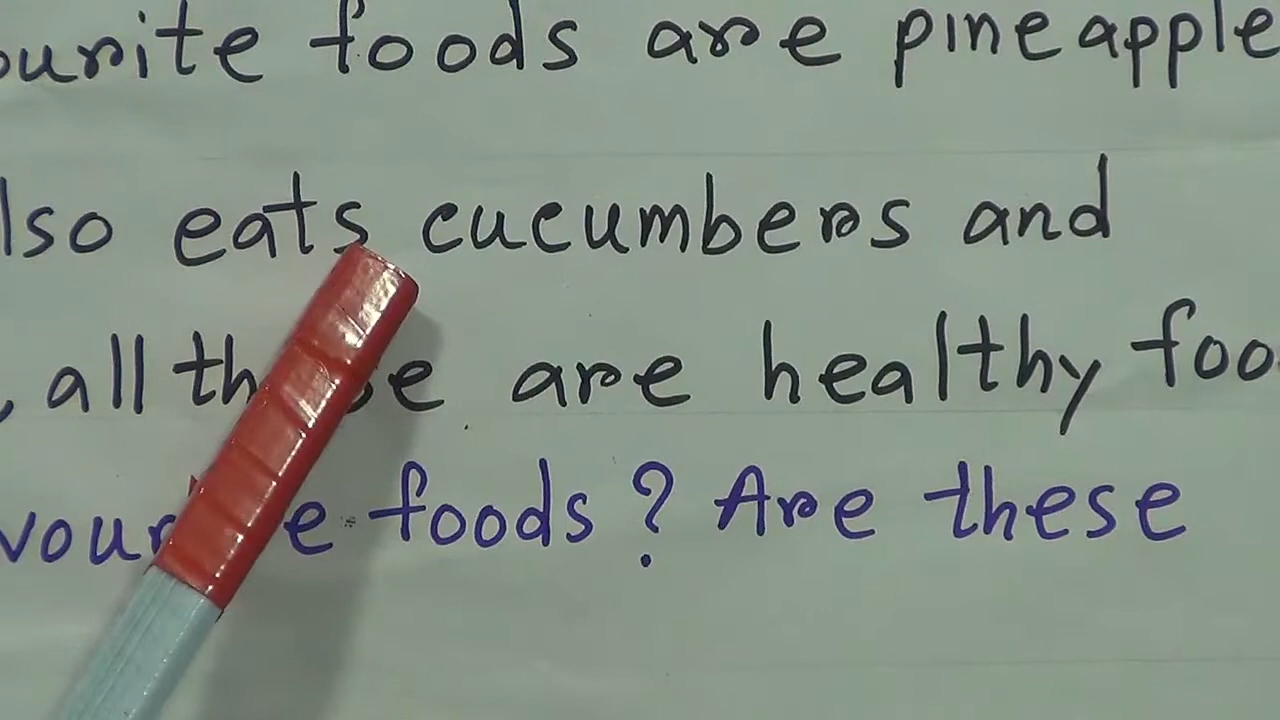 ourite foods are pineapple
lso eats cucumbers and
, all are healthy foo
foods? Are these